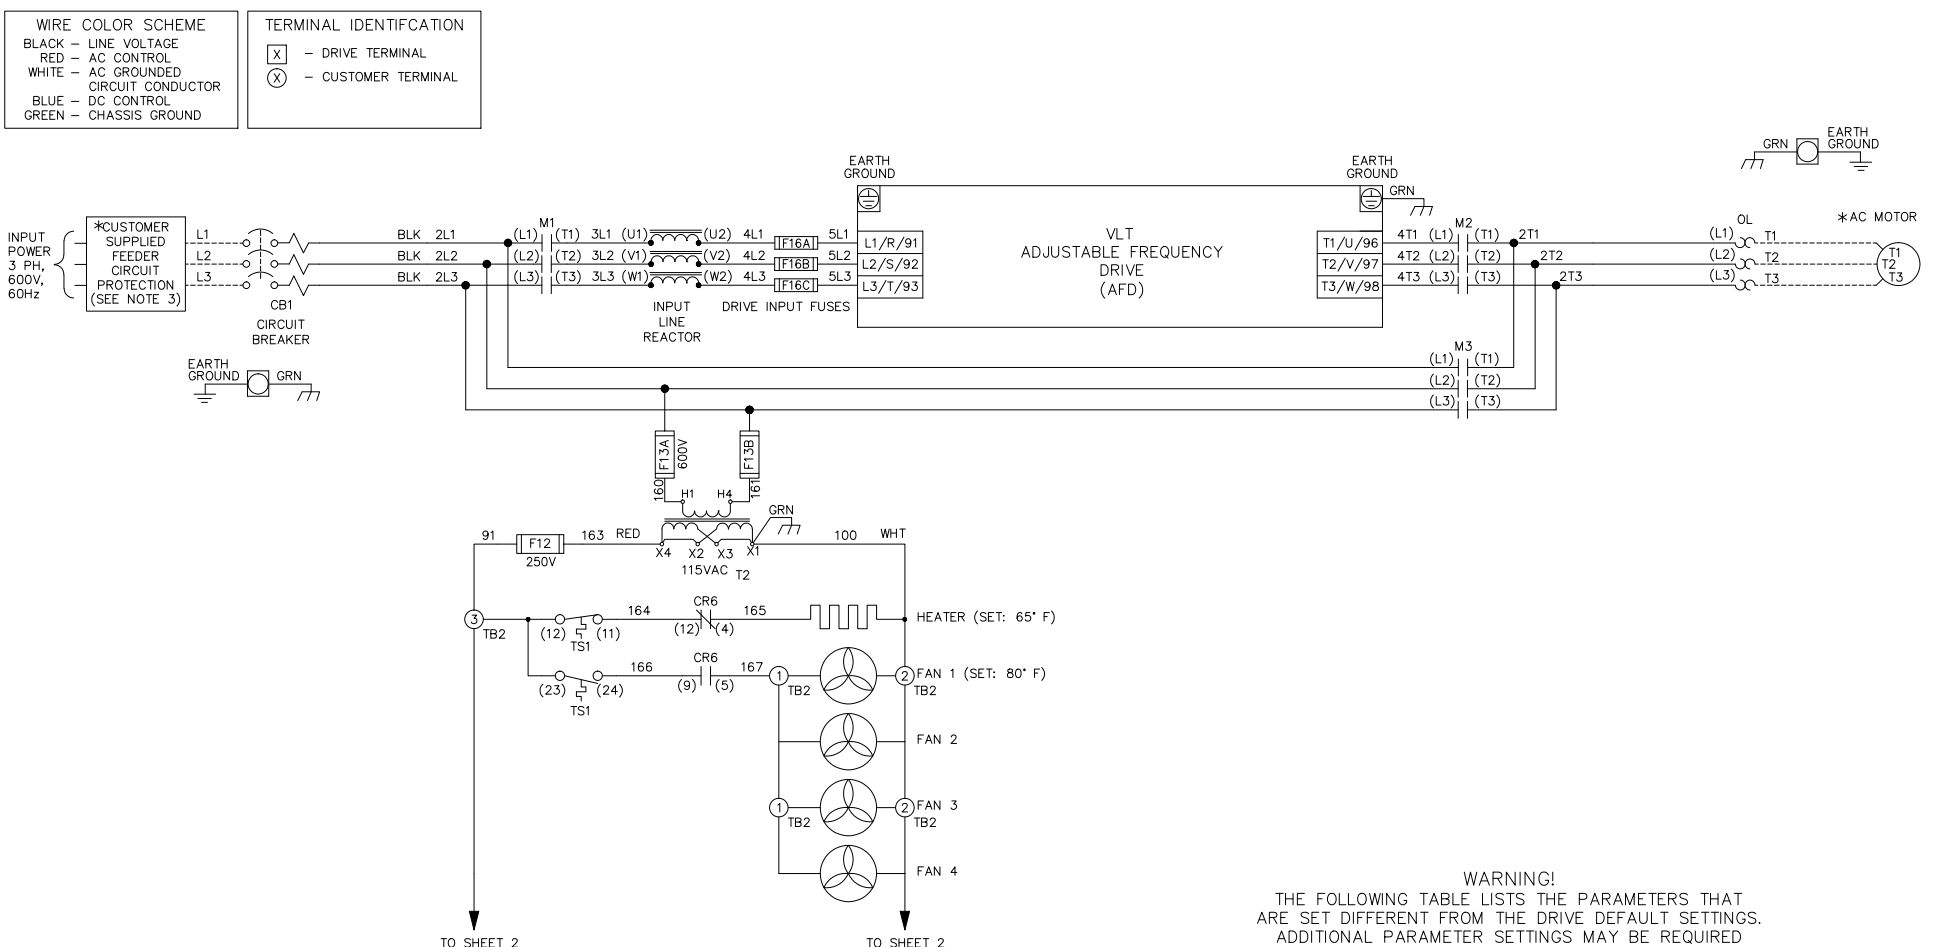 WIRE COLOR SCHEME
BLACK – LINE VOLTAGE
RED – AC CONTROL
WHITE – AC GROUNDED
CIRCUIT CONDUCTOR
BLUE – DC CONTROL
GREEN – CHASSIS GROUND
TERMINAL IDENTIFCATION
X – DRIVE TERMINAL
X – CUSTOMER TERMINAL
INPUT
POWER
3 PH,
600V,
60Hz
*CUSTOMER
SUPPLIED
FEEDER
CIRCUIT
PROTECTION
(SEE NOTE 3)
L1
L2
L3
CB1
CIRCUIT
BREAKER
EARTH
GROUND
GRN
BLK 2L1
BLK 2L2
BLK 2L3
M1
(L1) (T1) 3L1 (U1) (U2) 4L1 F16A 5L1
(L2) (T2) 3L2 (V1) (V2) 4L2 F16B 5L2
(L3) (T3) 3L3 (W1) (W2) 4L3 F16C 5L3
INPUT
LINE
REACTOR
DRIVE INPUT FUSES
EARTH
GROUND
L1/R/91
L2/S/92
L3/T/93
VLT
ADJUSTABLE FREQUENCY
DRIVE
(AFD)
EARTH
GROUND
GRN
T1/U/96
T2/V/97
T3/W/98
M2
4T1 (L1) (T1) 2T1
4T2 (L2) (T2) 2T2
4T3 (L3) (T3) 2T3
M3
(L1) (T1)
(L2) (T2)
(L3) (T3)
GRN
EARTH
GROUND
OL
(L1) T1
(L2) T2
(L3) T3
*AC MOTOR
T1
T2
T3
F13A
600V
F13B
160
161
H1 H4
GRN
91 F12 163 RED
250V
X4 X2 X3 X1
100 WHT
115VAC T2
3
TB2
(12) (11)
TS1
164
CR6
(12) (4)
165
HEATER (SET: 65° F)
(23) (24)
TS1
166
CR6
(9) (5)
167
1
TB2
2
TB2
FAN 1 (SET: 80° F)
FAN 2
1
TB2
2
TB2
FAN 3
FAN 4
TO SHEET 2
TO SHEET 2
WARNING!
THE FOLLOWING TABLE LISTS THE PARAMETERS THAT
ARE SET DIFFERENT FROM THE DRIVE DEFAULT SETTINGS.
ADDITIONAL PARAMETER SETTINGS MAY BE REQUIRED